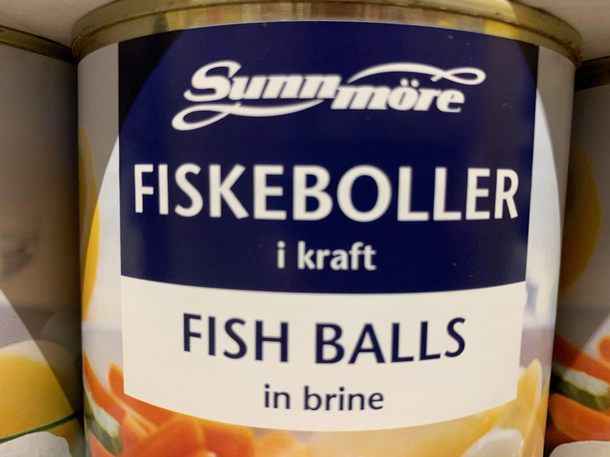 Sunnmöre
FISKEBOLLER
i kraft
FISH BALLS
in brine